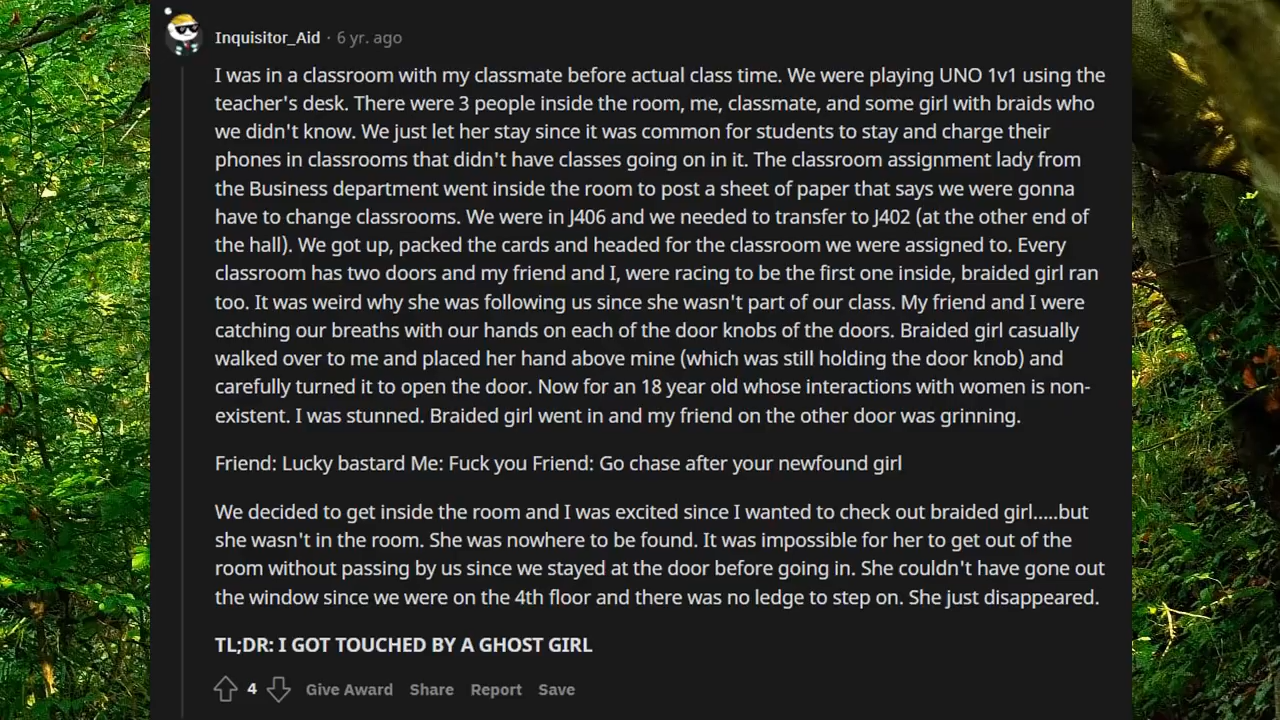 Inquisitor_Aid · 6 yr. ago
I was in a classroom with my classmate before actual class time. We were playing UNO 1v1 using the
teacher's desk. There were 3 people inside the room, me, classmate, and some girl with braids who
we didn't know. We just let her stay since it was common for students to stay and charge their
phones in classrooms that didn't have classes going on in it. The classroom assignment lady from
the Business department went inside the room to post a sheet of paper that says we were gonna
have to change classrooms. We were in J406 and we needed to transfer to J402 (at the other end of
the hall). We got up, packed the cards and headed for the classroom we were assigned to. Every
classroom has two doors and my friend and I, were racing to be the first one inside, braided girl ran
too. It was weird why she was following us since she wasn't part of our class. My friend and I were
catching our breaths with our hands on each of the door knobs of the doors. Braided girl casually
walked over to me and placed her hand above mine (which was still holding the door knob) and
carefully turned it to open the door. Now for an 18 year old whose interactions with women is non-
existent. I was stunned. Braided girl went in and my friend on the other door was grinning.
Friend: Lucky bastard Me: Fuck you Friend: Go chase after your newfound girl
We decided to get inside the room and I was excited since I wanted to check out braided girl.....but
she wasn't in the room. She was nowhere to be found. It was impossible for her to get out of the
room without passing by us since we stayed at the door before going in. She couldn't have gone out
the window since we were on the 4th floor and there was no ledge to step on. She just disappeared.
TL;DR: I GOT TOUCHED BY A GHOST GIRL
4 Give Award Share Report Save